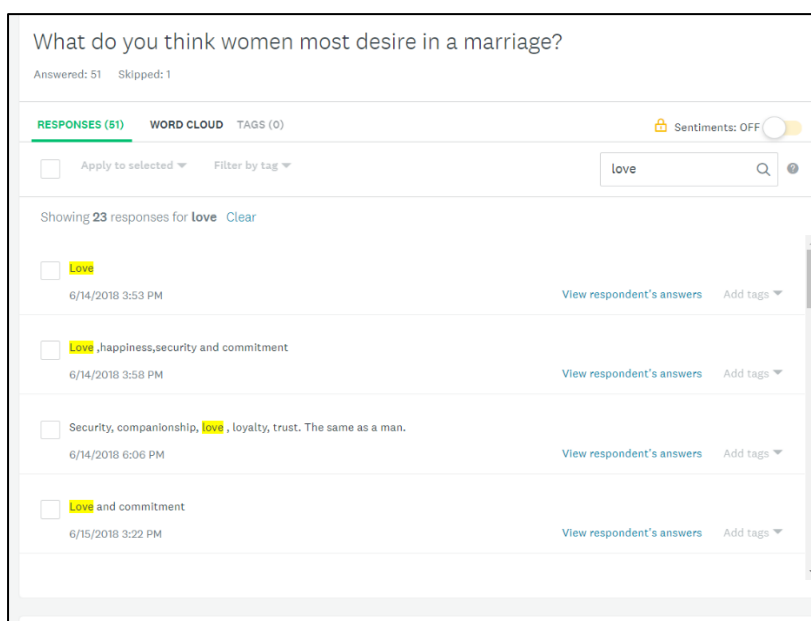 What do you think women most desire in a marriage?
Answered: 51 Skipped: 1
RESPONSES (51) WORD CLOUD TAGS (0) Sentiments: OFF
Apply to selected Filter by tag love
Showing 23 responses for love Clear
Love
6/14/2018 3:53 PM View respondent's answers Add tags
Love ,happiness,security and commitment
6/14/2018 3:58 PM View respondent's answers Add tags
Security, companionship, love , loyalty, trust. The same as a man.
6/14/2018 6:06 PM View respondent's answers Add tags
Love and commitment
6/15/2018 3:22 PM View respondent's answers Add tags